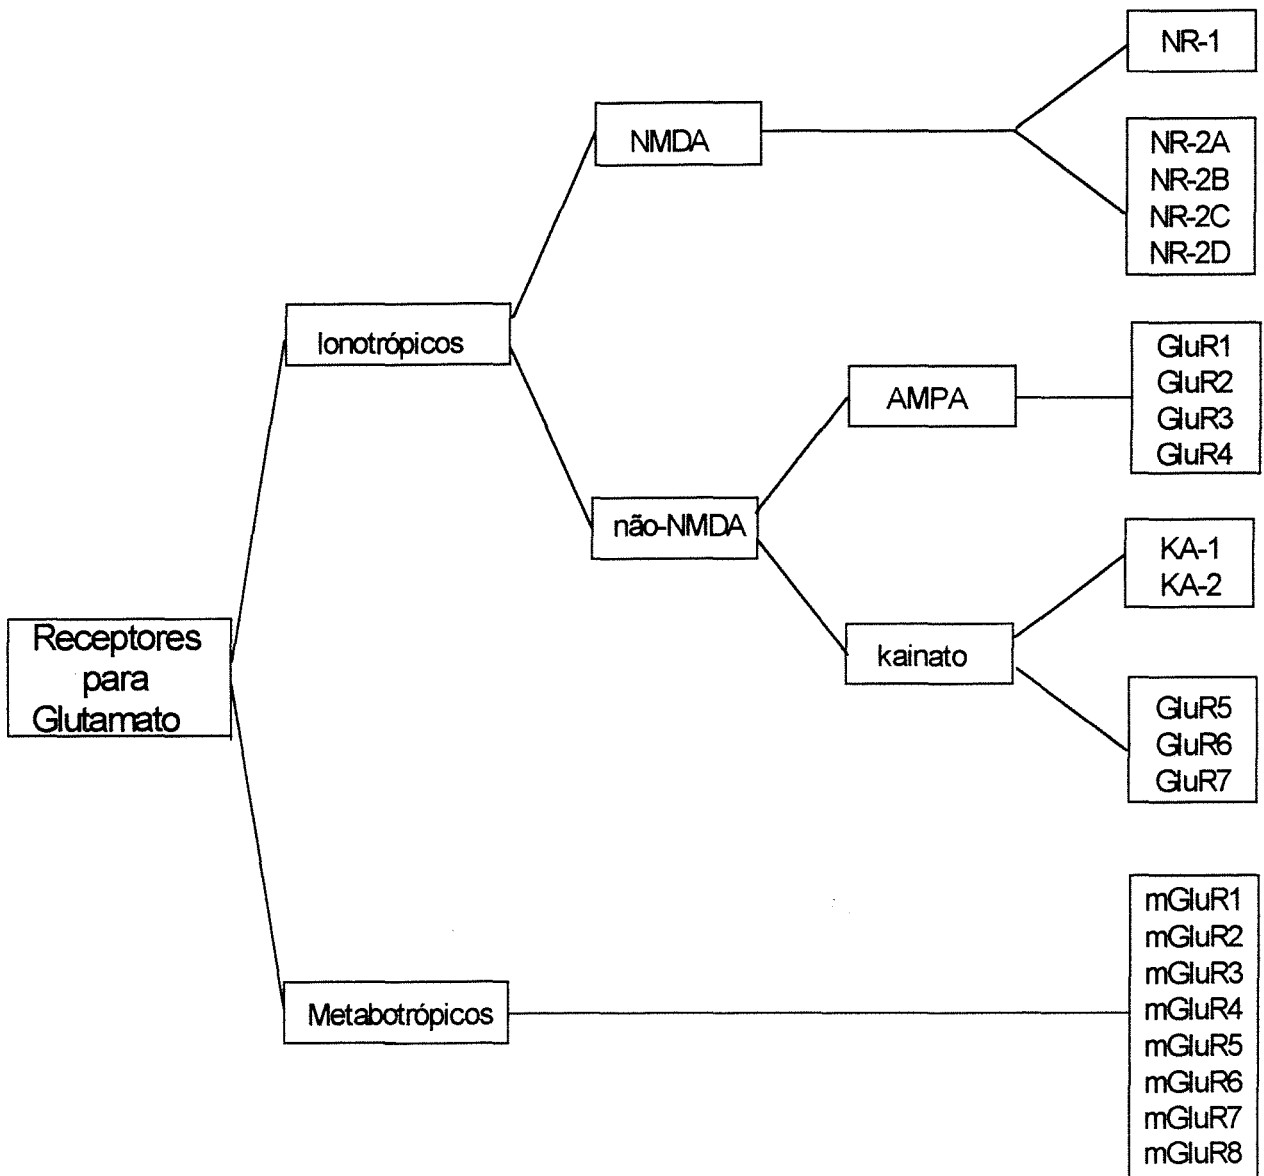 NR-1
NMDA
NR-2A
NR-2B
NR-2C
NR-2D
Ionotrópicos
GluR1
GluR2
GluR3
GluR4
AMPA
não-NMDA
KA-1
KA-2
kainato
GluR5
GluR6
GluR7
Receptores
para
Glutamato
Metabotrópicos
mGluR1
mGluR2
mGluR3
mGluR4
mGluR5
mGluR6
mGluR7
mGluR8